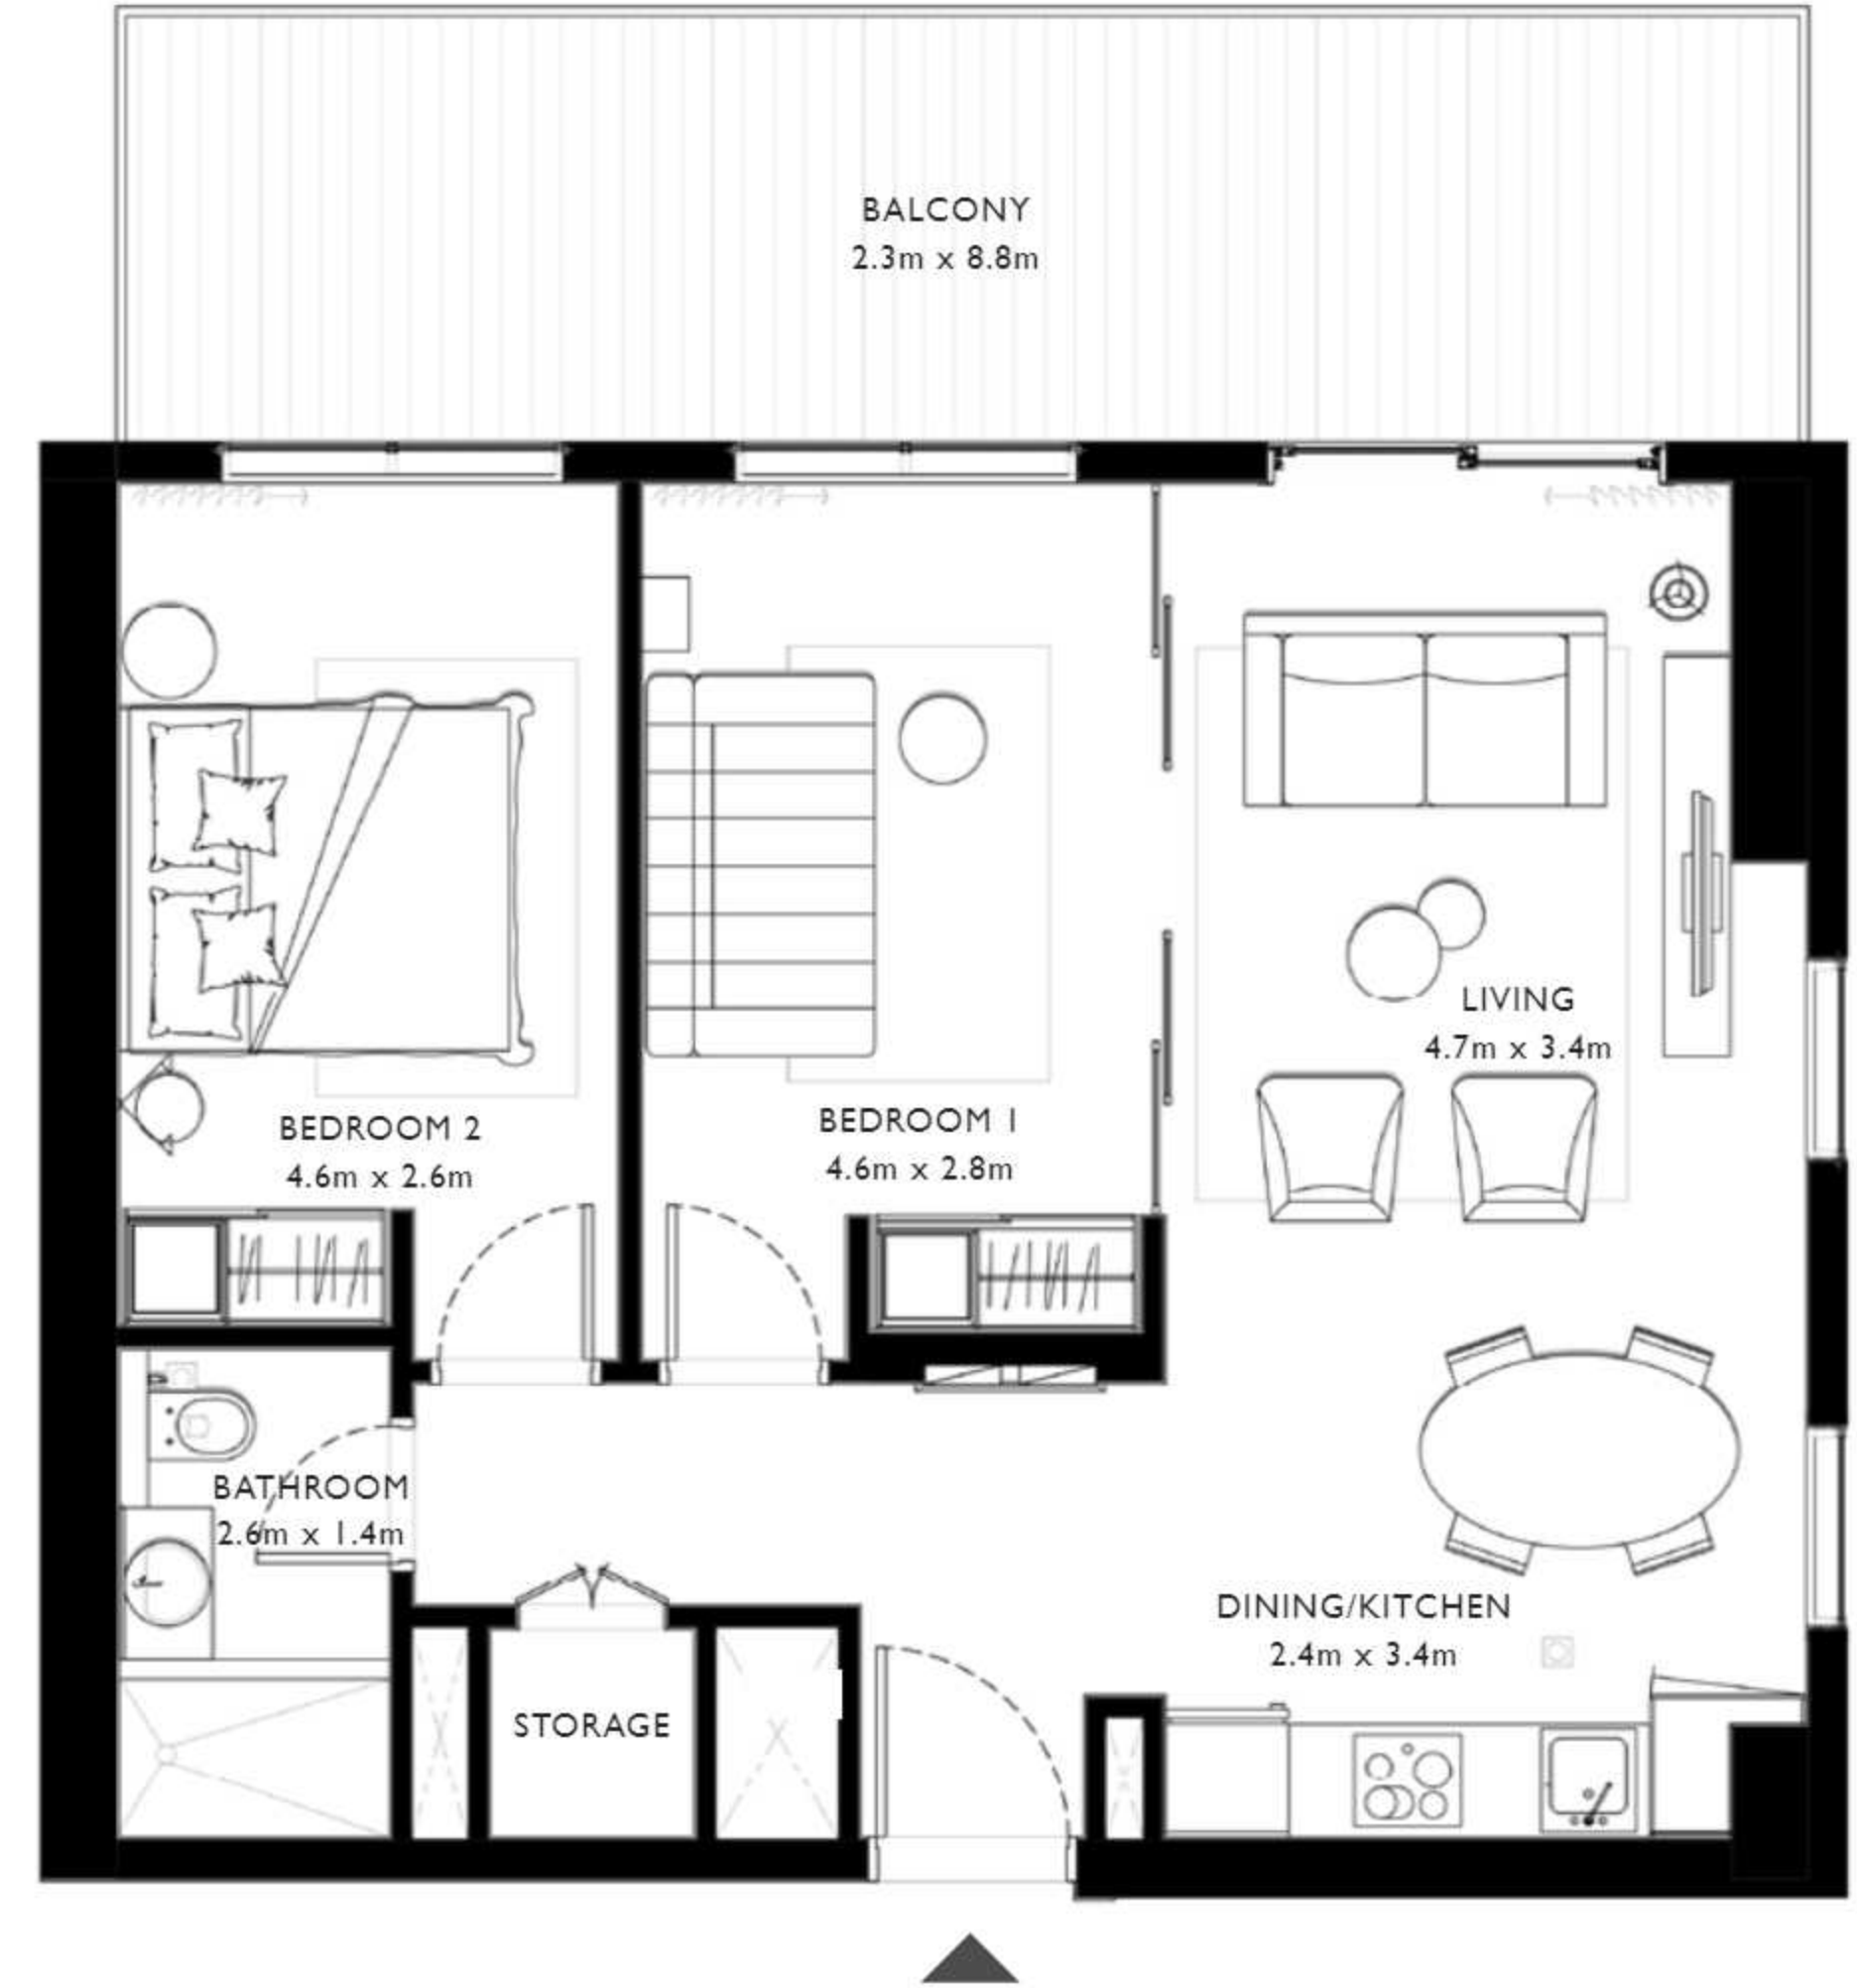 BALCONY
2.3m x 8.8m
LIVING
4.7m x 3.4m
BEDROOM 2
4.6m x 2.6m
BEDROOM 1
4.6m x 2.8m
BATHROOM
2.6m x 1.4m
DINING/KITCHEN
2.4m x 3.4m
STORAGE